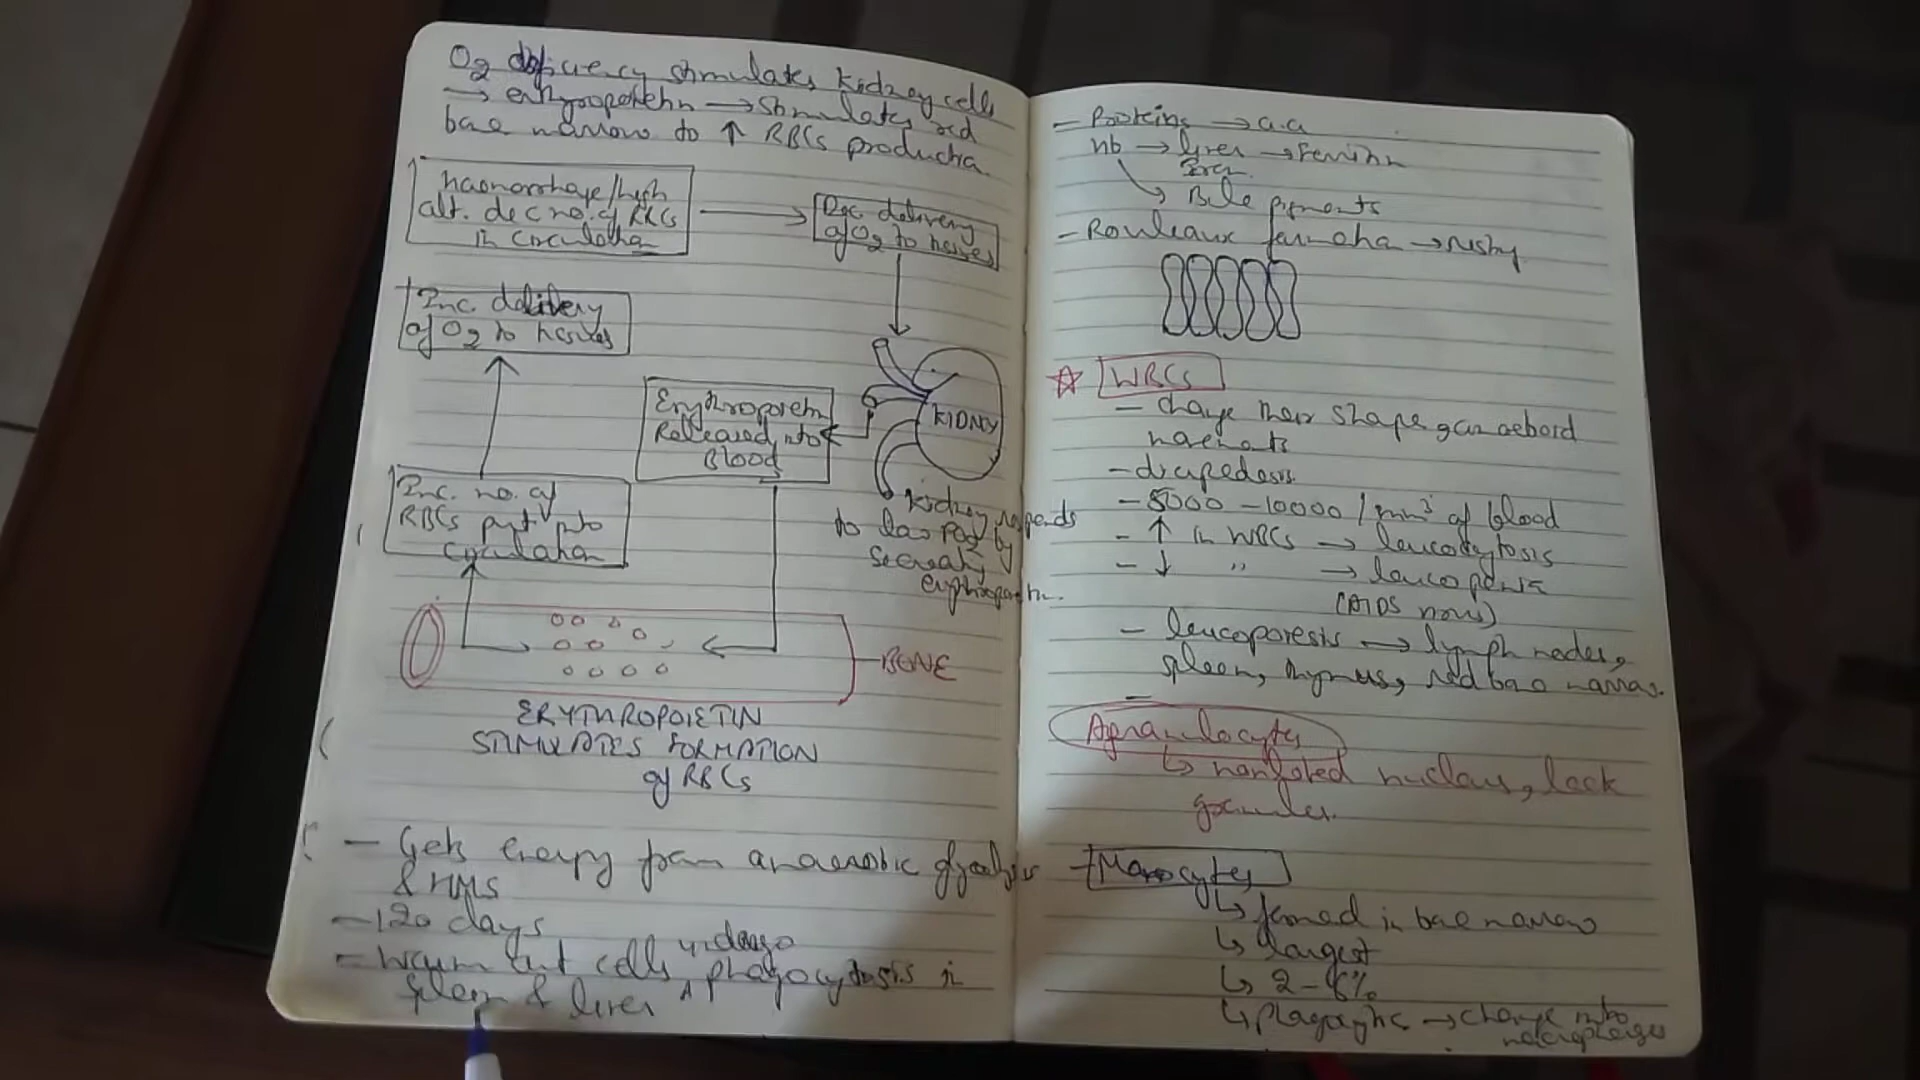 O2 deficiency stimulates kidney cells
→ erythropoietin → stimulates red
bone marrow to ↑ RBCs production.
haemorrhage/high
alt. dec no. of RBCs
in circulation
Dec. delivery
of O2 to tissues
Inc. delivery
of O2 to tissues
Erythropoietin
Released into
Blood
KIDNY
Inc. no. of
RBCs put into
circulation
Kidney responds
to low PO2 by
secreting
erythropoietin.
BONE
ERYTHROPOIETIN
STIMULATES FORMATION
of RBCs
- Gets energy from anaerobic glycolysis
& HMS
- 120 days
- Worn out cells undergo phagocytosis in
spleen & liver
- Proteins → a.a
Hb → liver → Ferritin
Iron
→ Bile pigments
- Rouleaux formation →
☆ WBCs
- change their shape
- diapedesis
- 5000 - 10000 / mm3 of blood
- ↑ in WBCs → leucocytosis
- ↓ " → leucopenia
(AIDS)
- leucopoiesis → lymph nodes,
spleen, thymus, red bone marrow.
Agranulocytes
↳ nonlobed nucleus, lack
granules.
- Monocytes
↳ formed in bone marrow
↳ largest
↳ 2-8%
↳ phagocytic → change into
macrophages